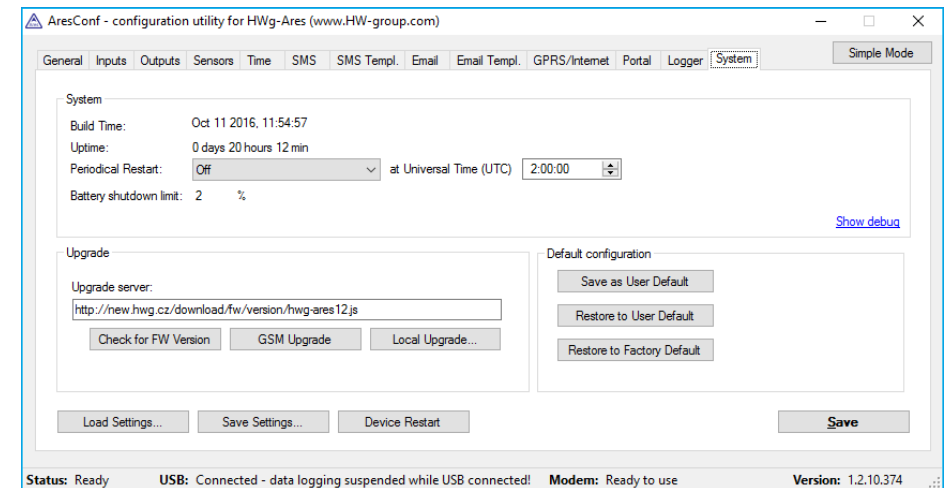 AresConf - configuration utility for HWg-Ares (www.HW-group.com)
Simple Mode
General Inputs Outputs Sensors Time SMS SMS Templ. Email Email Templ. GPRS/Internet Portal Logger System
System
Build Time: Oct 11 2016, 11:54:57
Uptime: 0 days 20 hours 12 min
Periodical Restart: Off at Universal Time (UTC) 2:00:00
Battery shutdown limit: 2 %
Show debug
Upgrade
Upgrade server:
http://new.hwg.cz/download/fw/version/hwg-ares12.js
Check for FW Version GSM Upgrade Local Upgrade...
Default configuration
Save as User Default
Restore to User Default
Restore to Factory Default
Load Settings... Save Settings... Device Restart Save
Status: Ready USB: Connected - data logging suspended while USB connected! Modem: Ready to use Version: 1.2.10.374